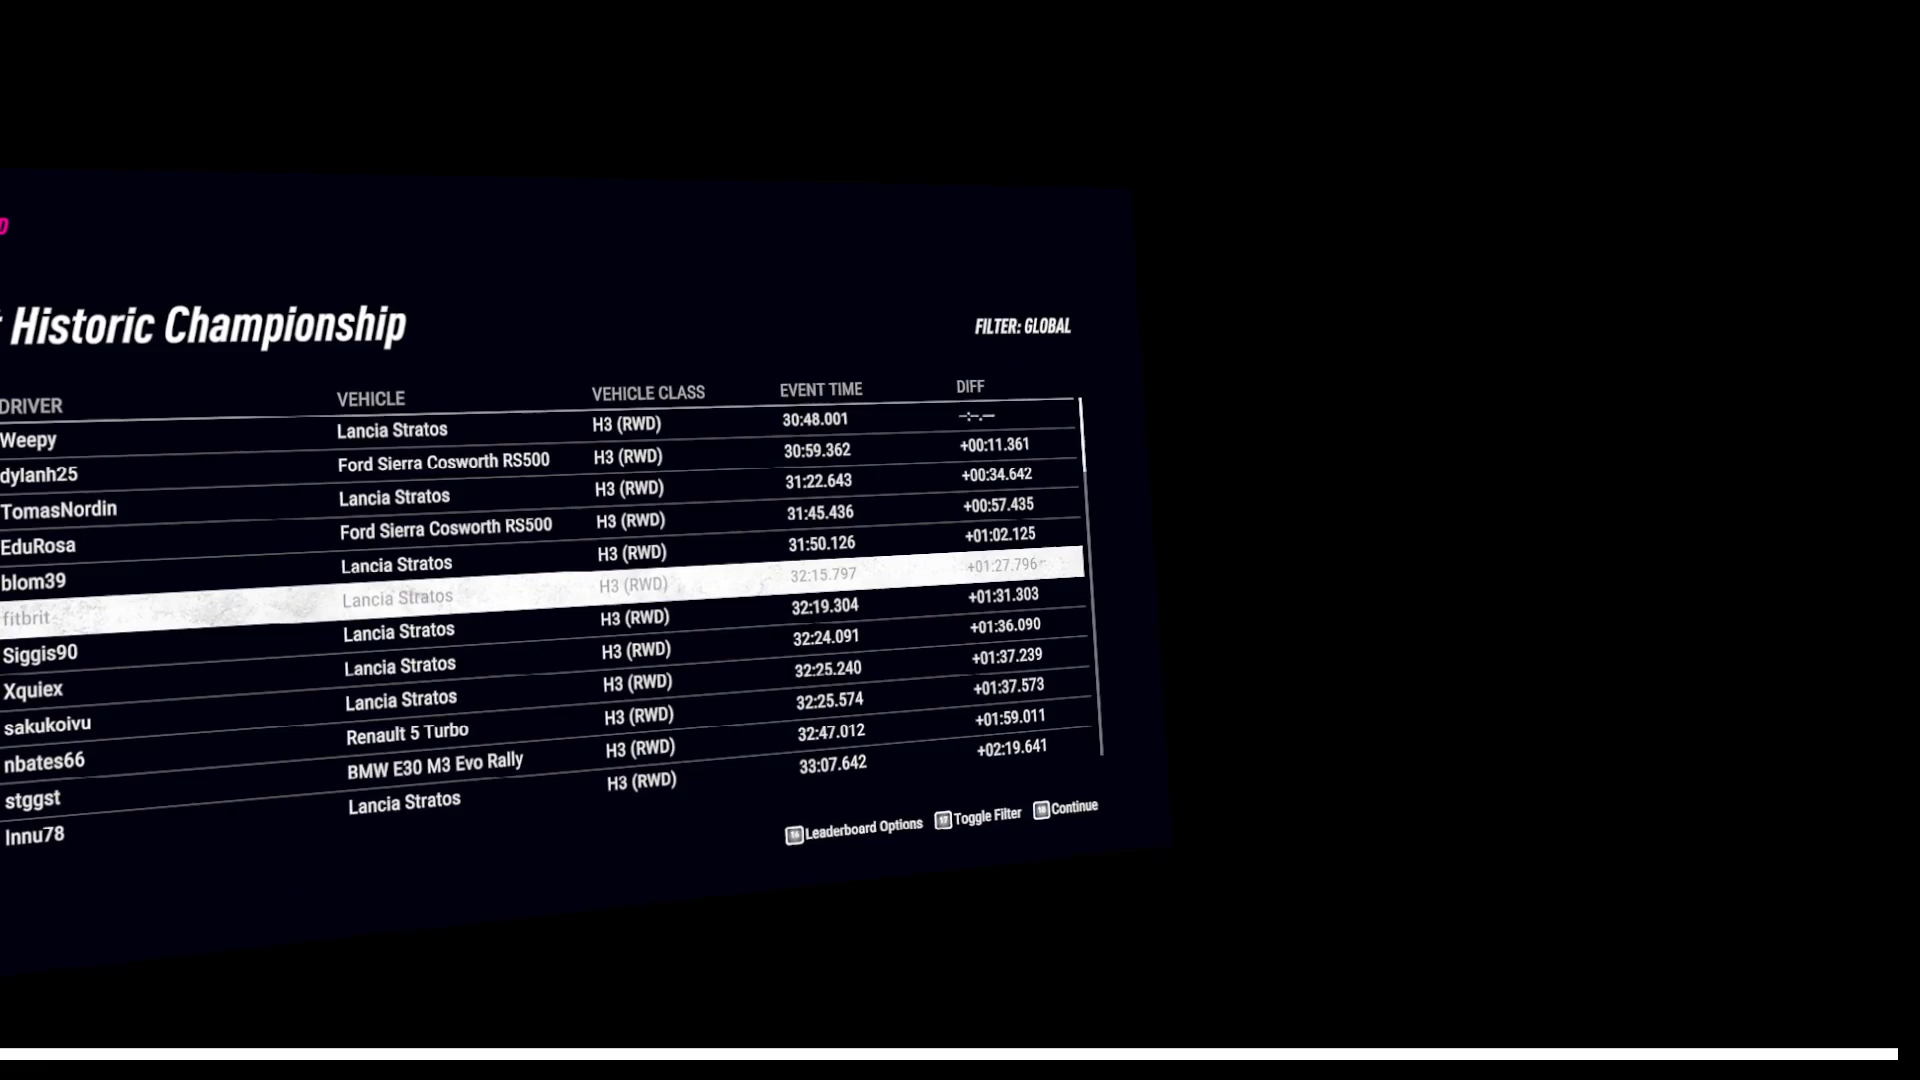 Historic Championship
FILTER: GLOBAL
DRIVER VEHICLE VEHICLE CLASS EVENT TIME DIFF
Weepy Lancia Stratos H3 (RWD) 30:48.001 --:--.---
dylanh25 Ford Sierra Cosworth RS500 H3 (RWD) 30:59.362 +00:11.361
TomasNordin Lancia Stratos H3 (RWD) 31:22.643 +00:34.642
EduRosa Ford Sierra Cosworth RS500 H3 (RWD) 31:45.436 +00:57.435
blom39 Lancia Stratos H3 (RWD) 31:50.126 +01:02.125
fitbrit Lancia Stratos H3 (RWD) 32:15.797 +01:27.796
Siggis90 Lancia Stratos H3 (RWD) 32:19.304 +01:31.303
Xquiex Lancia Stratos H3 (RWD) 32:24.091 +01:36.090
sakukoivu Lancia Stratos H3 (RWD) 32:25.240 +01:37.239
nbates66 Renault 5 Turbo H3 (RWD) 32:25.574 +01:37.573
stggst BMW E30 M3 Evo Rally H3 (RWD) 32:47.012 +01:59.011
Innu78 Lancia Stratos H3 (RWD) 33:07.642 +02:19.641
16 Leaderboard Options 17 Toggle Filter 18 Continue